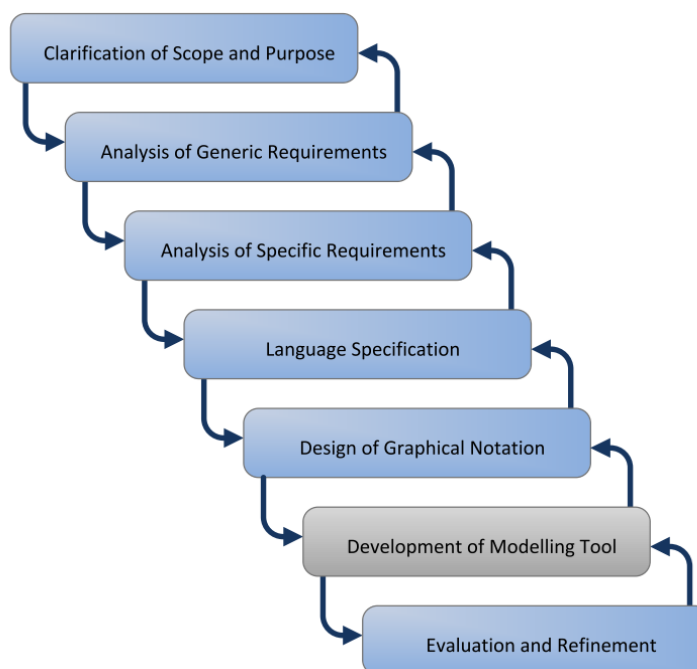 Clarification of Scope and Purpose
Analysis of Generic Requirements
Analysis of Specific Requirements
Language Specification
Design of Graphical Notation
Development of Modelling Tool
Evaluation and Refinement